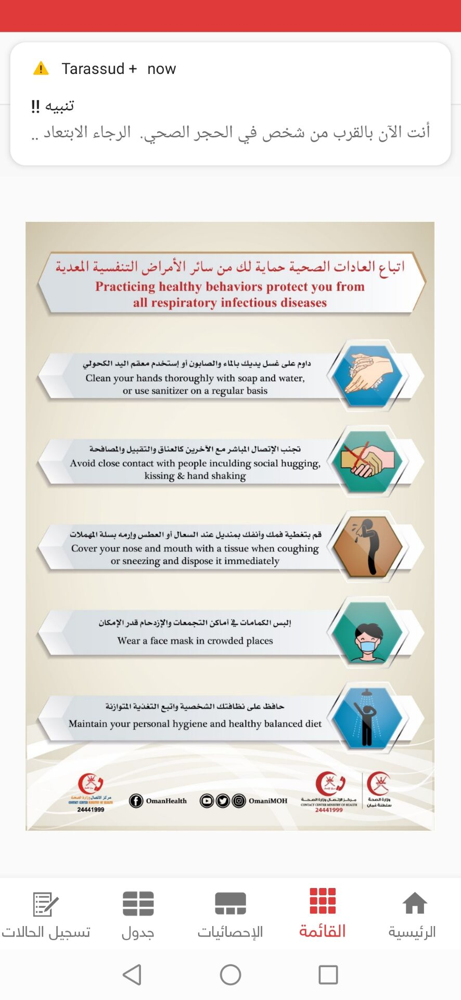 Tarassud + now
تنبيه !!
أنت الآن بالقرب من شخص في الحجر الصحي. الرجاء الابتعاد ..
اتباع العادات الصحية حماية لك من سائر الأمراض التنفسية المعدية
Practicing healthy behaviors protect you from
all respiratory infectious diseases
داوم على غسل يديك بالماء والصابون أو إستخدم معقم اليد الكحولي
Clean your hands thoroughly with soap and water,
or use sanitizer on a regular basis
تجنب الإتصال المباشر مع الآخرين كالعناق والتقبيل والمصافحة
Avoid close contact with people inculding social hugging,
kissing & hand shaking
قم بتغطية فمك وأنفك بمنديل عند السعال أو العطس وإرمه بسلة المهملات
Cover your nose and mouth with a tissue when coughing
or sneezing and dispose it immediately
إلبس الكمامات في أماكن التجمعات والإزدحام قدر الإمكان
Wear a face mask in crowded places
حافظ على نظافتك الشخصية واتبع التغذية المتوازنة
Maintain your personal hygiene and healthy balanced diet
مركز الاتصال وزارة الصحة
CONTACT CENTER MINISTRY OF HEALTH
24441999
OmanHealth
OmaniMOH
مركز الإتصال وزارة الصحة
CONTACT CENTER MINISTRY OF HEALTH
24441999
وزارة الصحة
سلطنة عُمان
الرئيسية
القائمة
الإحصائيات
جدول
تسجيل الحالات